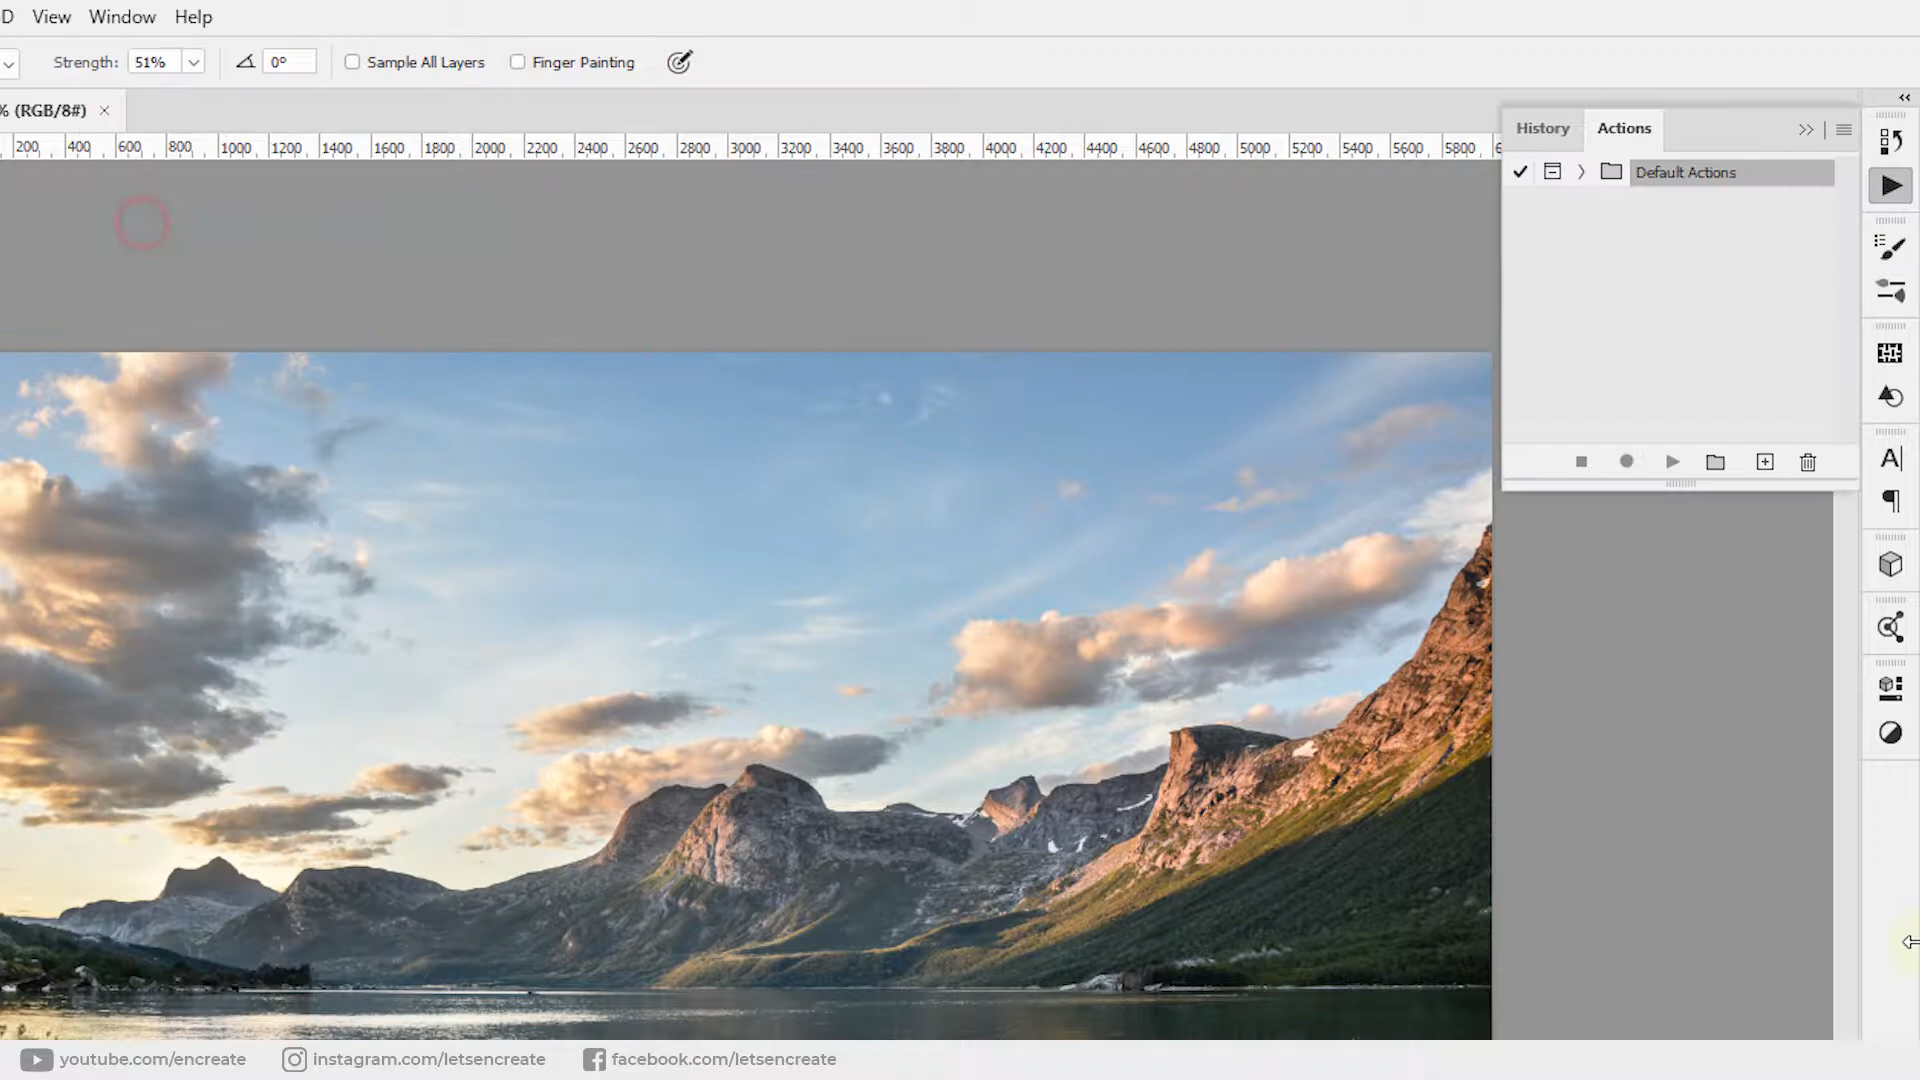 D View Window Help
Strength: 51% 0° Sample All Layers Finger Painting
% (RGB/8#)
200 400 600 800 1000 1200 1400 1600 1800 2000 2200 2400 2600 2800 3000 3200 3400 3600 3800 4000 4200 4400 4600 4800 5000 5200 5400 5600 5800
History Actions
Default Actions
youtube.com/encreate instagram.com/letsencreate facebook.com/letsencreate